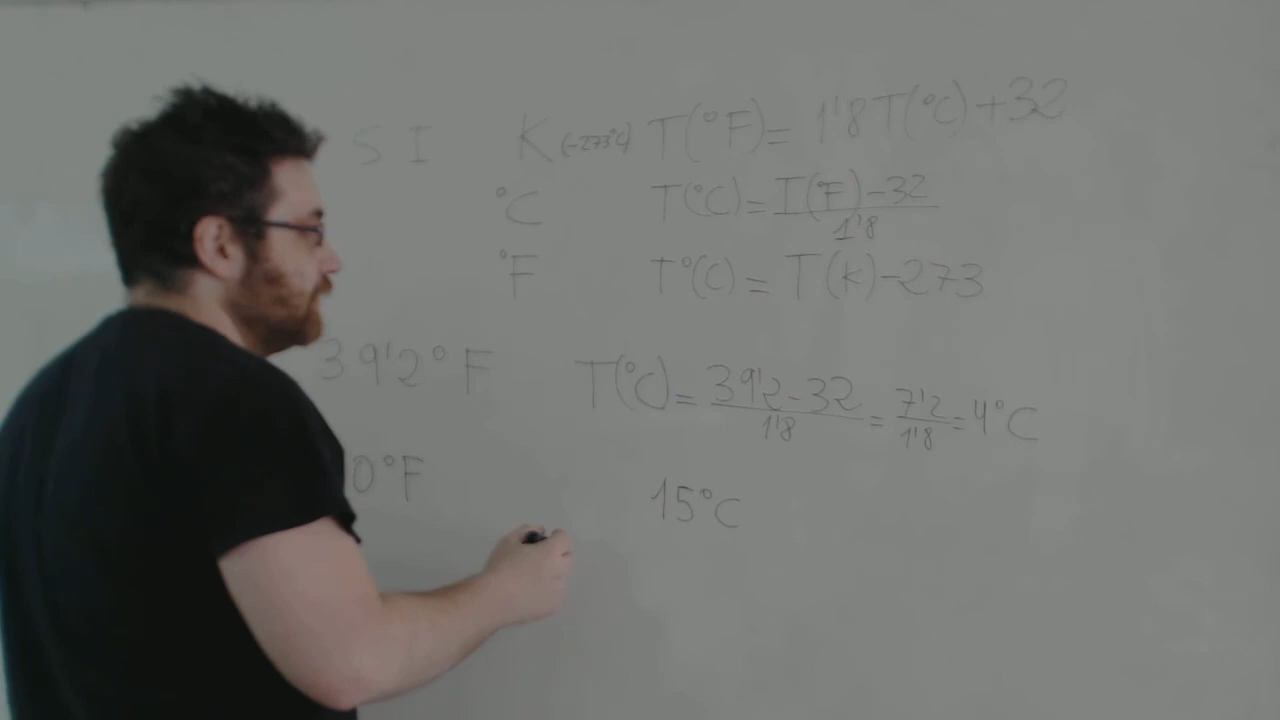 S I K (-273°C) T(°F)= 1'8T(°C)+32
°C T(°C)= T(°F)-32 / 1'8
°F T°(C) = T(K)-273
39'2°F T(°C)= 39'2-32 / 1'8 = 7'2 / 1'8 = 4°C
0°F 15°C